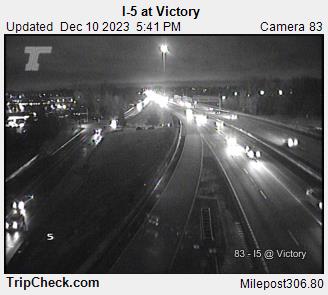 I-5 at Victory
Updated Dec 10 2023 5:41 PM Camera 83
T
S
83 - I5 @ Victory
TripCheck.com Milepost306.80